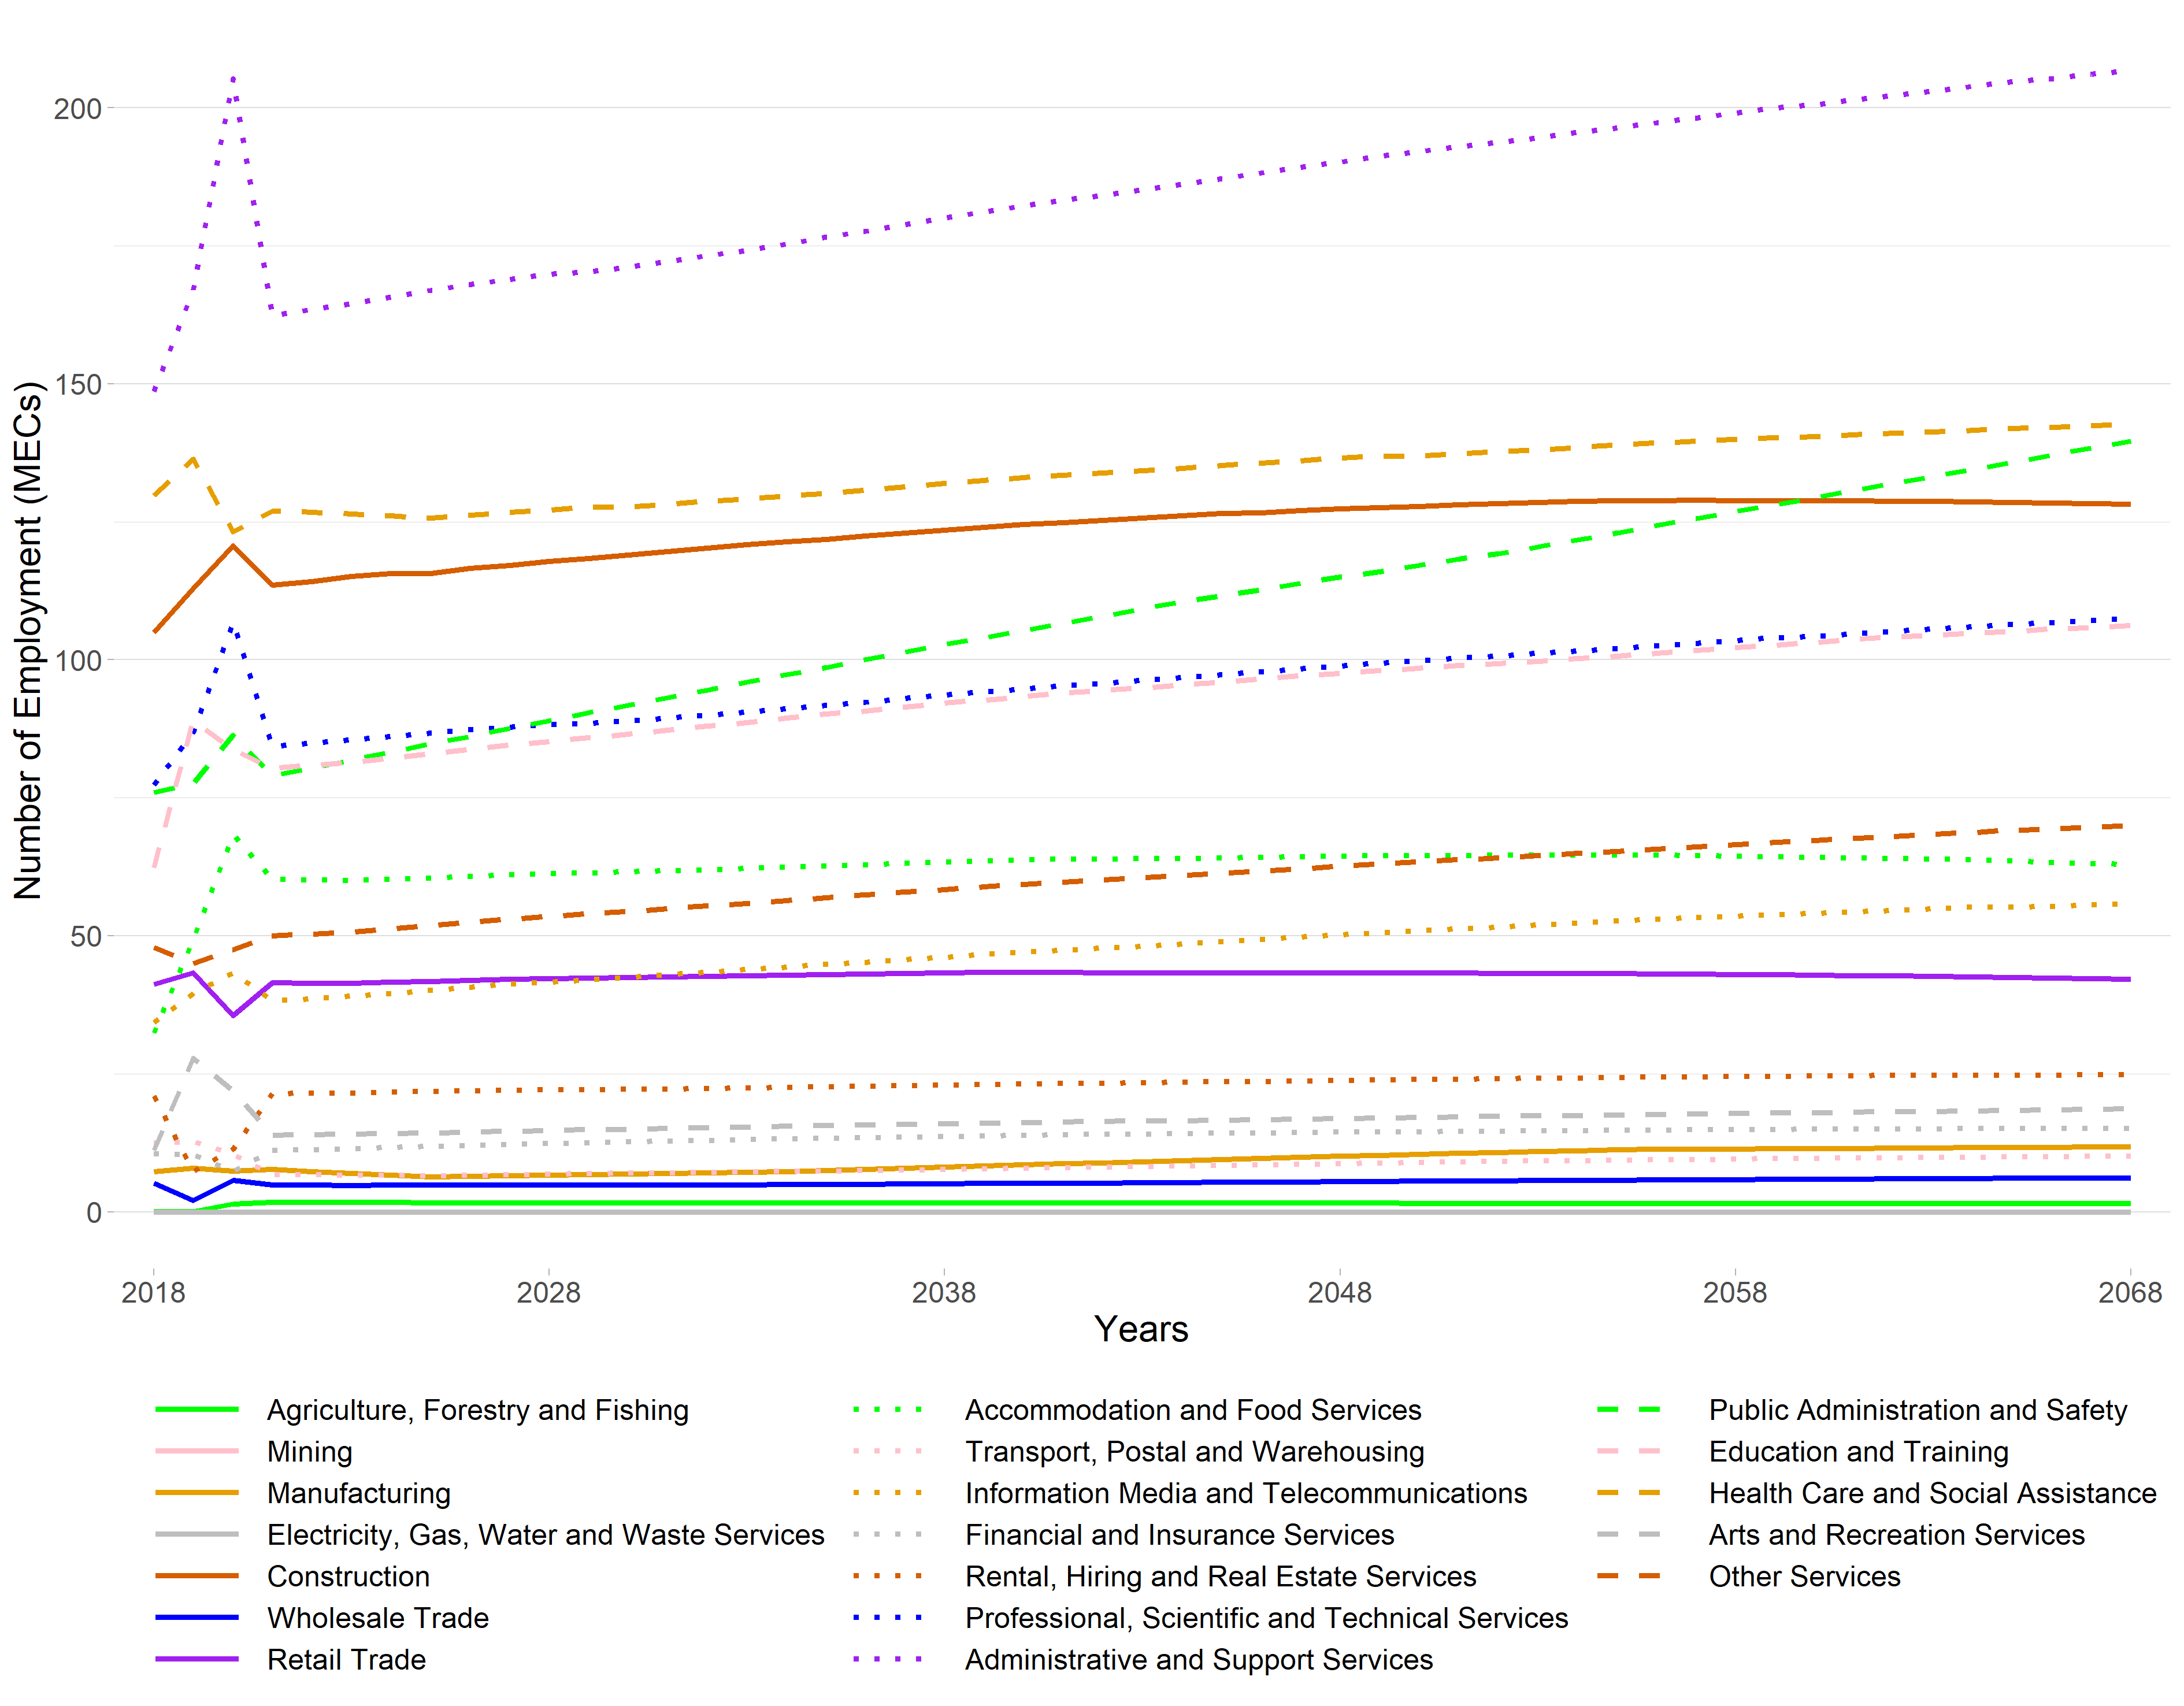 Number of Employment (MECs)
200
150
100
50
0
2018 2028 2038 2048 2058 2068
Years
Agriculture, Forestry and Fishing
Mining
Manufacturing
Electricity, Gas, Water and Waste Services
Construction
Wholesale Trade
Retail Trade
Accommodation and Food Services
Transport, Postal and Warehousing
Information Media and Telecommunications
Financial and Insurance Services
Rental, Hiring and Real Estate Services
Professional, Scientific and Technical Services
Administrative and Support Services
Public Administration and Safety
Education and Training
Health Care and Social Assistance
Arts and Recreation Services
Other Services